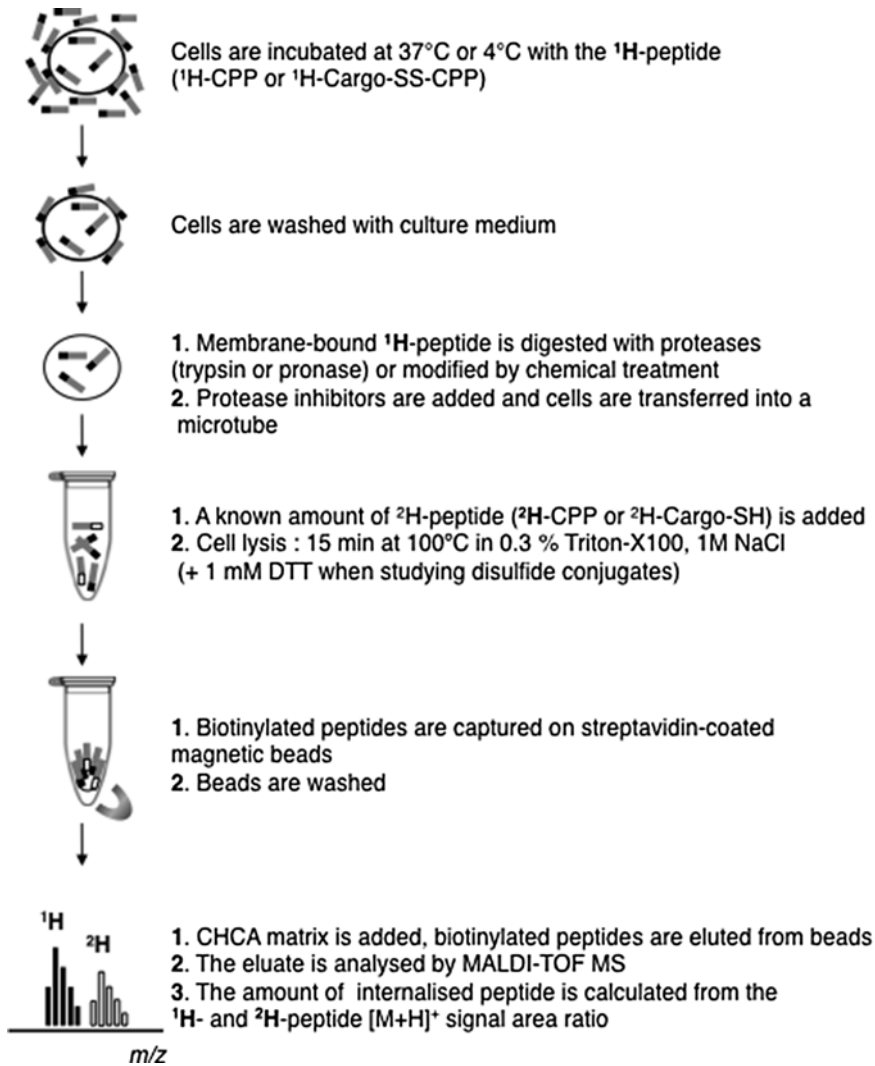 Cells are incubated at 37°C or 4°C with the ¹H-peptide
(¹H-CPP or ¹H-Cargo-SS-CPP)
Cells are washed with culture medium
1. Membrane-bound ¹H-peptide is digested with proteases
(trypsin or pronase) or modified by chemical treatment
2. Protease inhibitors are added and cells are transferred into a
microtube
1. A known amount of ²H-peptide (²H-CPP or ²H-Cargo-SH) is added
2. Cell lysis : 15 min at 100°C in 0.3 % Triton-X100, 1M NaCl
(+ 1 mM DTT when studying disulfide conjugates)
1. Biotinylated peptides are captured on streptavidin-coated
magnetic beads
2. Beads are washed
¹H
²H
m/z
1. CHCA matrix is added, biotinylated peptides are eluted from beads
2. The eluate is analysed by MALDI-TOF MS
3. The amount of internalised peptide is calculated from the
¹H- and ²H-peptide [M+H]⁺ signal area ratio